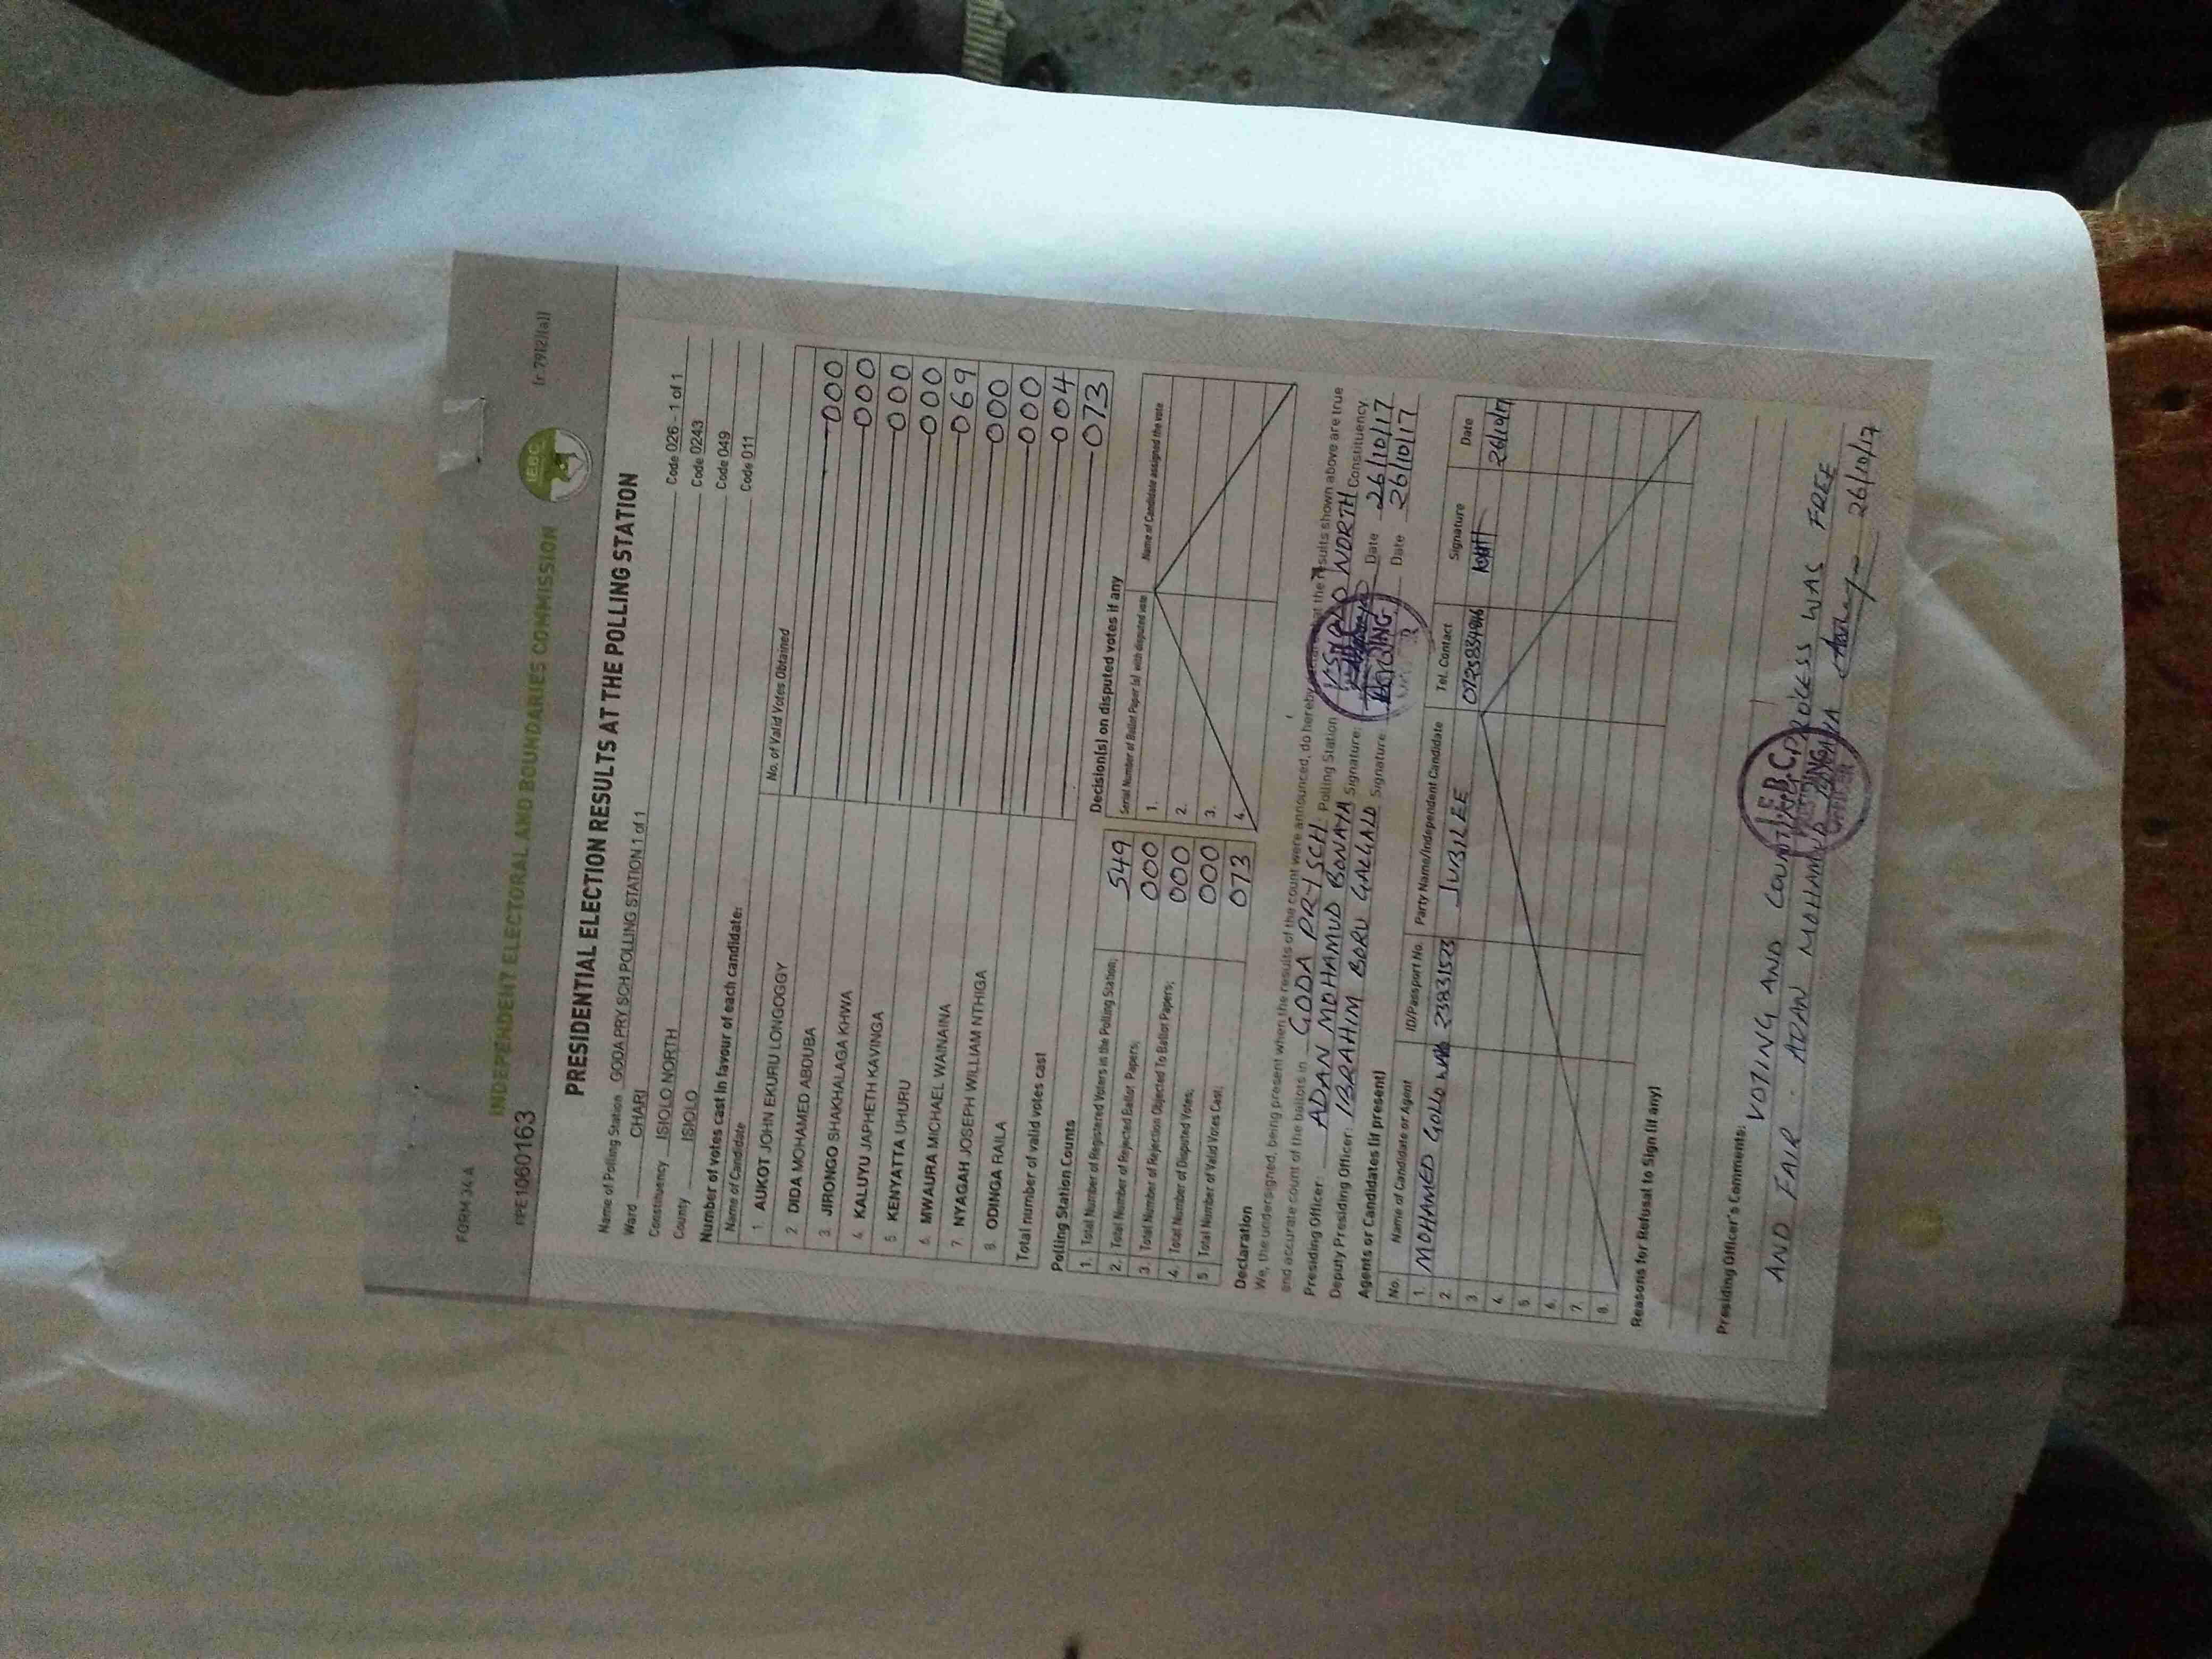 FORM 34 A
(r. 79(2)(a))
PPE1060163
INDEPENDENT ELECTORAL AND BOUNDARIES COMMISSION
IEBC
PRESIDENTIAL ELECTION RESULTS AT THE POLLING STATION
Name of Polling Station GODA PRY SCH POLLING STATION 1 of 1 Code 026 - 1 of 1
Ward CHARI Code 0243
Constituency ISIOLO NORTH Code 049
County ISIOLO Code 011
Number of votes cast in favour of each candidate:
Name of Candidate No. of Valid Votes Obtained
1. AUKOT JOHN EKURU LONGOGGY 000
2. DIDA MOHAMED ABDUBA 000
3. JIRONGO SHAKHALAGA KHWA 000
4. KALUYU JAPHETH KAVINGA 000
5. KENYATTA UHURU 069
6. MWAURA MICHAEL WAINAINA 000
7. NYAGAH JOSEPH WILLIAM NTHIGA 000
8. ODINGA RAILA 004
Total number of valid votes cast 073
Polling Station Counts
1. Total Number of Registered Voters in the Polling Station; 549
2. Total Number of Rejected Ballot Papers; 000
3. Total Number of Rejection Objected To Ballot Papers; 000
4. Total Number of Disputed Votes; 000
5. Total Number of Valid Votes Cast; 073
Decision(s) on disputed votes if any
Serial Number of Ballot Paper (s) with disputed vote Name of Candidate assigned the vote
1.
2.
3.
4.
Declaration
We, the undersigned, being present when the results of the count were announced, do hereby that the results shown above are true
and accurate count of the ballots in GODA PRI SCH Polling Station ISIOLO NORTH Constituency.
Presiding Officer: ADAN MOHAMUD BONAYA Signature: Date 26/10/17
Deputy Presiding Officer: IBRAHIM BORU GALGALO Signature Date 26/10/17
Agents or Candidates (if present)
No. Name of Candidate or Agent ID/Passport No. Party Name/Independent Candidate Tel. Contact Signature Date
1. MOHAMED GOLLO 23831523 JUBILEE 26/10/17
2.
3.
4.
5.
6.
7.
8.
Reasons for Refusal to Sign (if any)
Presiding Officer's Comments: VOTING AND COUNTING PROCESS WAS FREE
AND FAIR . ADAN MOHAMUD BONAYA 26/10/17
I.E.B.C.
PRESIDING
OFFICER